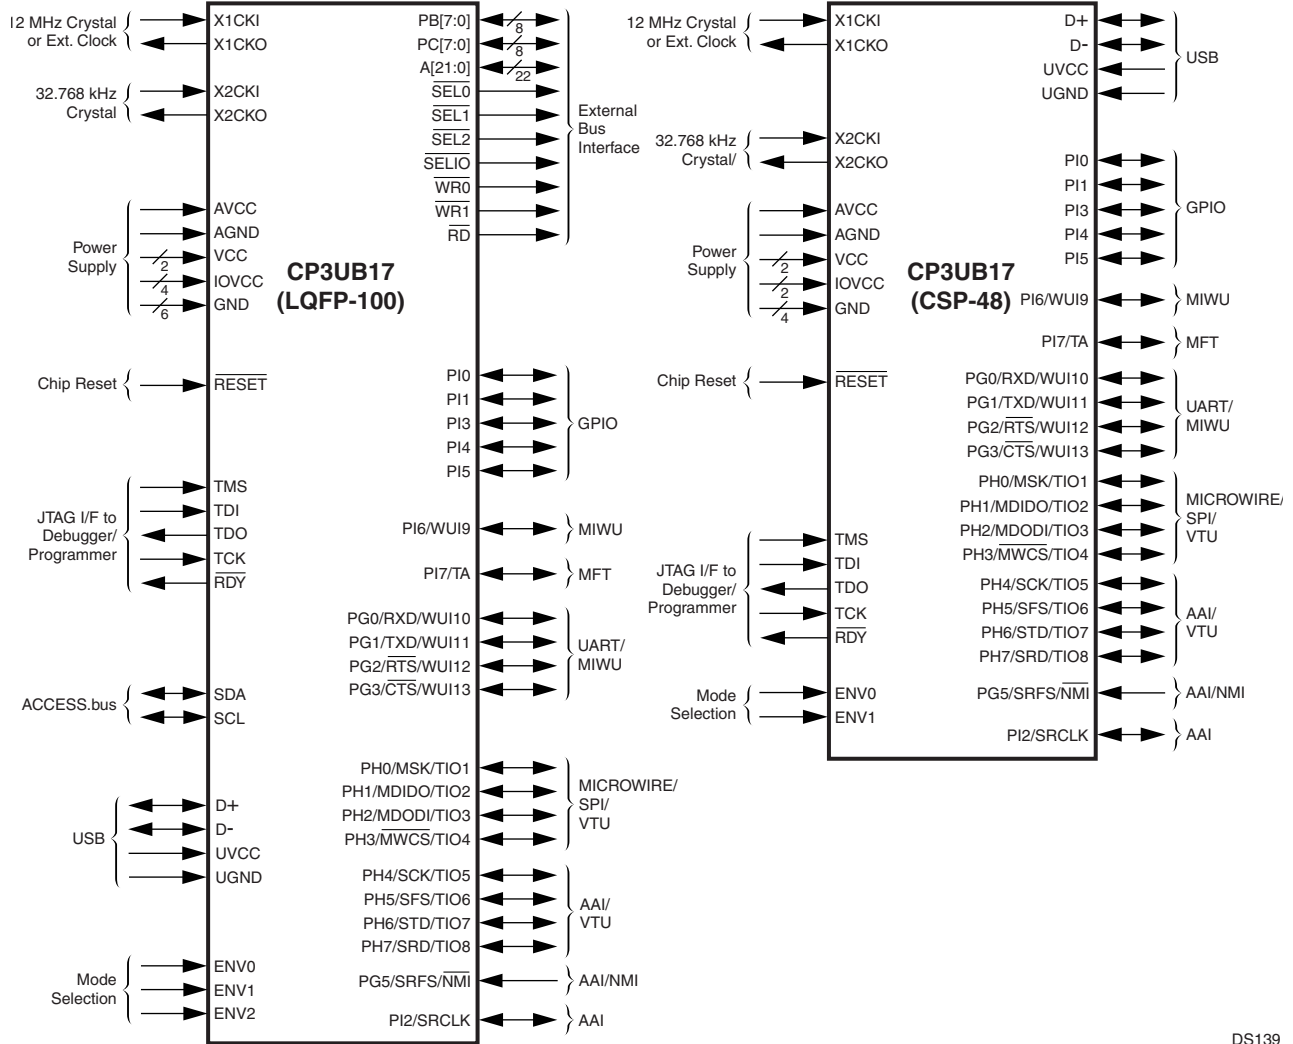 12 MHz Crystal
or Ext. Clock
X1CKI
X1CKO
32.768 kHz
Crystal
X2CKI
X2CKO
Power
Supply
AVCC
AGND
VCC
2
IOVCC
4
GND
6
CP3UB17
(LQFP-100)
Chip Reset
RESET
JTAG I/F to
Debugger/
Programmer
TMS
TDI
TDO
TCK
RDY
ACCESS.bus
SDA
SCL
USB
D+
D-
UVCC
UGND
Mode
Selection
ENV0
ENV1
ENV2
PB[7:0]
8
PC[7:0]
8
A[21:0]
22
SEL0
SEL1
SEL2
SELIO
WR0
WR1
RD
External
Bus
Interface
PI0
PI1
PI3
PI4
PI5
GPIO
PI6/WUI9
MIWU
PI7/TA
MFT
PG0/RXD/WUI10
PG1/TXD/WUI11
PG2/RTS/WUI12
PG3/CTS/WUI13
UART/
MIWU
PH0/MSK/TIO1
PH1/MDIDO/TIO2
PH2/MDODI/TIO3
PH3/MWCS/TIO4
MICROWIRE/
SPI/
VTU
PH4/SCK/TIO5
PH5/SFS/TIO6
PH6/STD/TIO7
PH7/SRD/TIO8
AAI/
VTU
PG5/SRFS/NMI
AAI/NMI
PI2/SRCLK
AAI
12 MHz Crystal
or Ext. Clock
X1CKI
X1CKO
32.768 kHz
Crystal/
X2CKI
X2CKO
Power
Supply
AVCC
AGND
VCC
2
IOVCC
2
GND
4
CP3UB17
(CSP-48)
Chip Reset
RESET
JTAG I/F to
Debugger/
Programmer
TMS
TDI
TDO
TCK
RDY
Mode
Selection
ENV0
ENV1
D+
D-
UVCC
UGND
USB
PI0
PI1
PI3
PI4
PI5
GPIO
PI6/WUI9
MIWU
PI7/TA
MFT
PG0/RXD/WUI10
PG1/TXD/WUI11
PG2/RTS/WUI12
PG3/CTS/WUI13
UART/
MIWU
PH0/MSK/TIO1
PH1/MDIDO/TIO2
PH2/MDODI/TIO3
PH3/MWCS/TIO4
MICROWIRE/
SPI/
VTU
PH4/SCK/TIO5
PH5/SFS/TIO6
PH6/STD/TIO7
PH7/SRD/TIO8
AAI/
VTU
PG5/SRFS/NMI
AAI/NMI
PI2/SRCLK
AAI
DS139